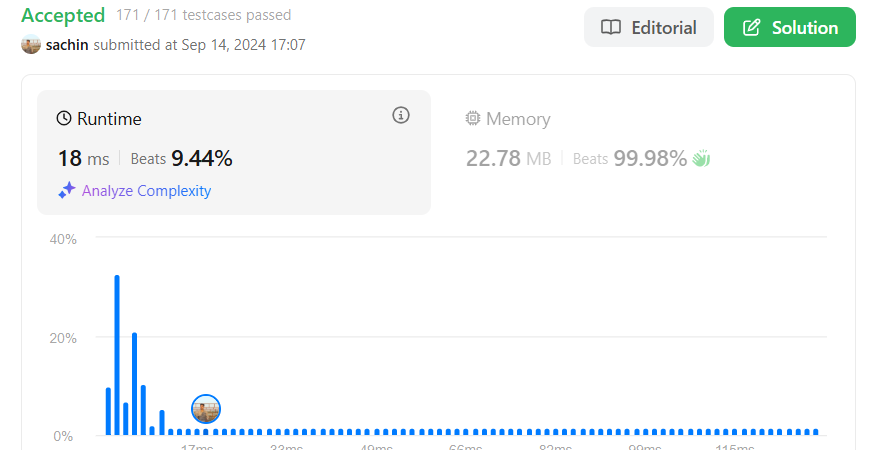 Accepted 171 / 171 testcases passed
sachin submitted at Sep 14, 2024 17:07
Editorial
Solution
Runtime
18 ms Beats 9.44%
Analyze Complexity
Memory
22.78 MB Beats 99.98%
40%
20%
0%
17ms 33ms 49ms 66ms 82ms 99ms 115ms